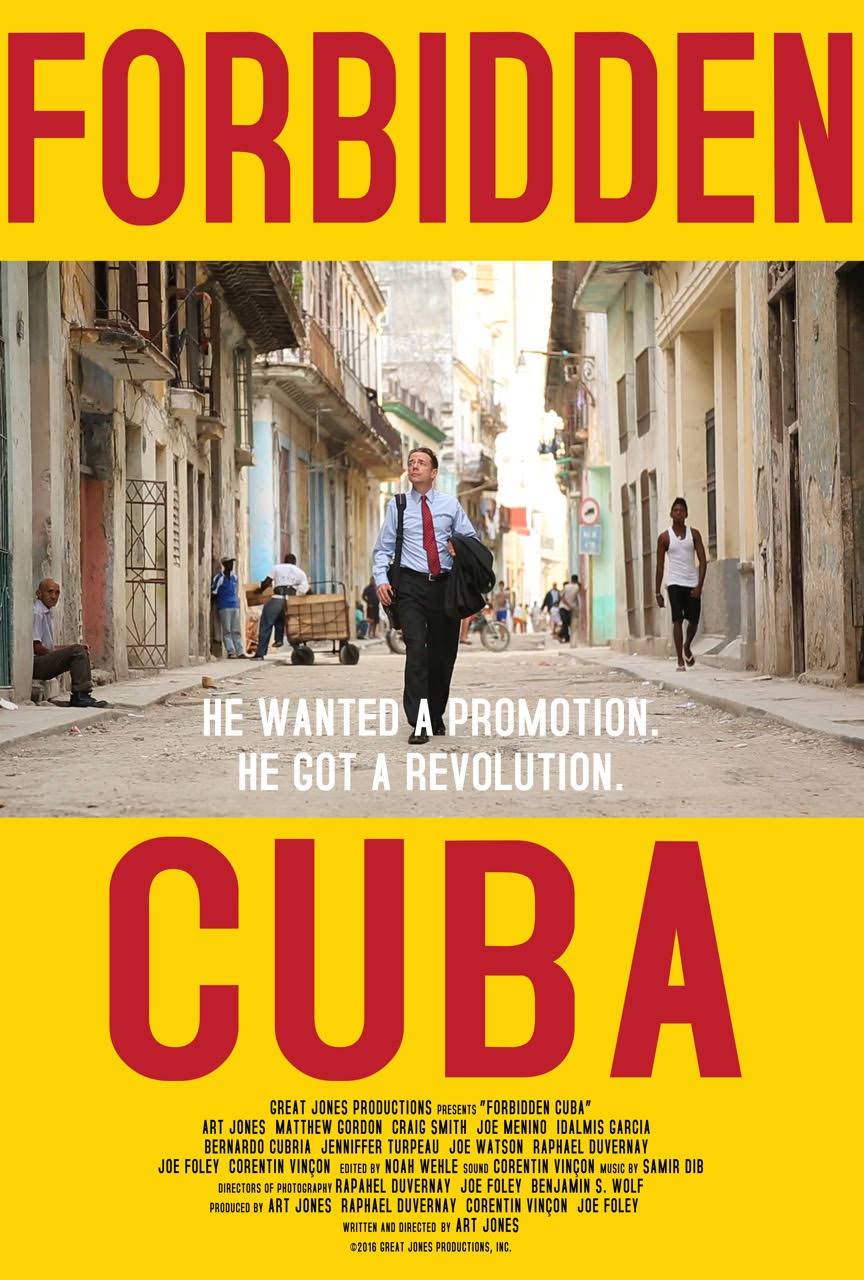 FORBIDDEN
HE WANTED A PROMOTION.
HE GOT A REVOLUTION.
CUBA
GREAT JONES PRODUCTIONS PRESENTS "FORBIDDEN CUBA"
ART JONES MATTHEW GORDON CRAIG SMITH JOE MENINO IDALMIS GARCIA
BERNARDO CUBRIA JENNIFFER TURPEAU JOE WATSON RAPHAEL DUVERNAY
JOE FOLEY CORENTIN VINÇON EDITED BY NOAH WEHLE SOUND CORENTIN VINÇON MUSIC BY SAMIR DIB
DIRECTORS OF PHOTOGRAPHY RAPAHEL DUVERNAY JOE FOLEY BENJAMIN S. WOLF
PRODUCED BY ART JONES RAPHAEL DUVERNAY CORENTIN VINÇON JOE FOLEY
WRITTEN AND DIRECTED BY ART JONES
©2016 GREAT JONES PRODUCTIONS, INC.